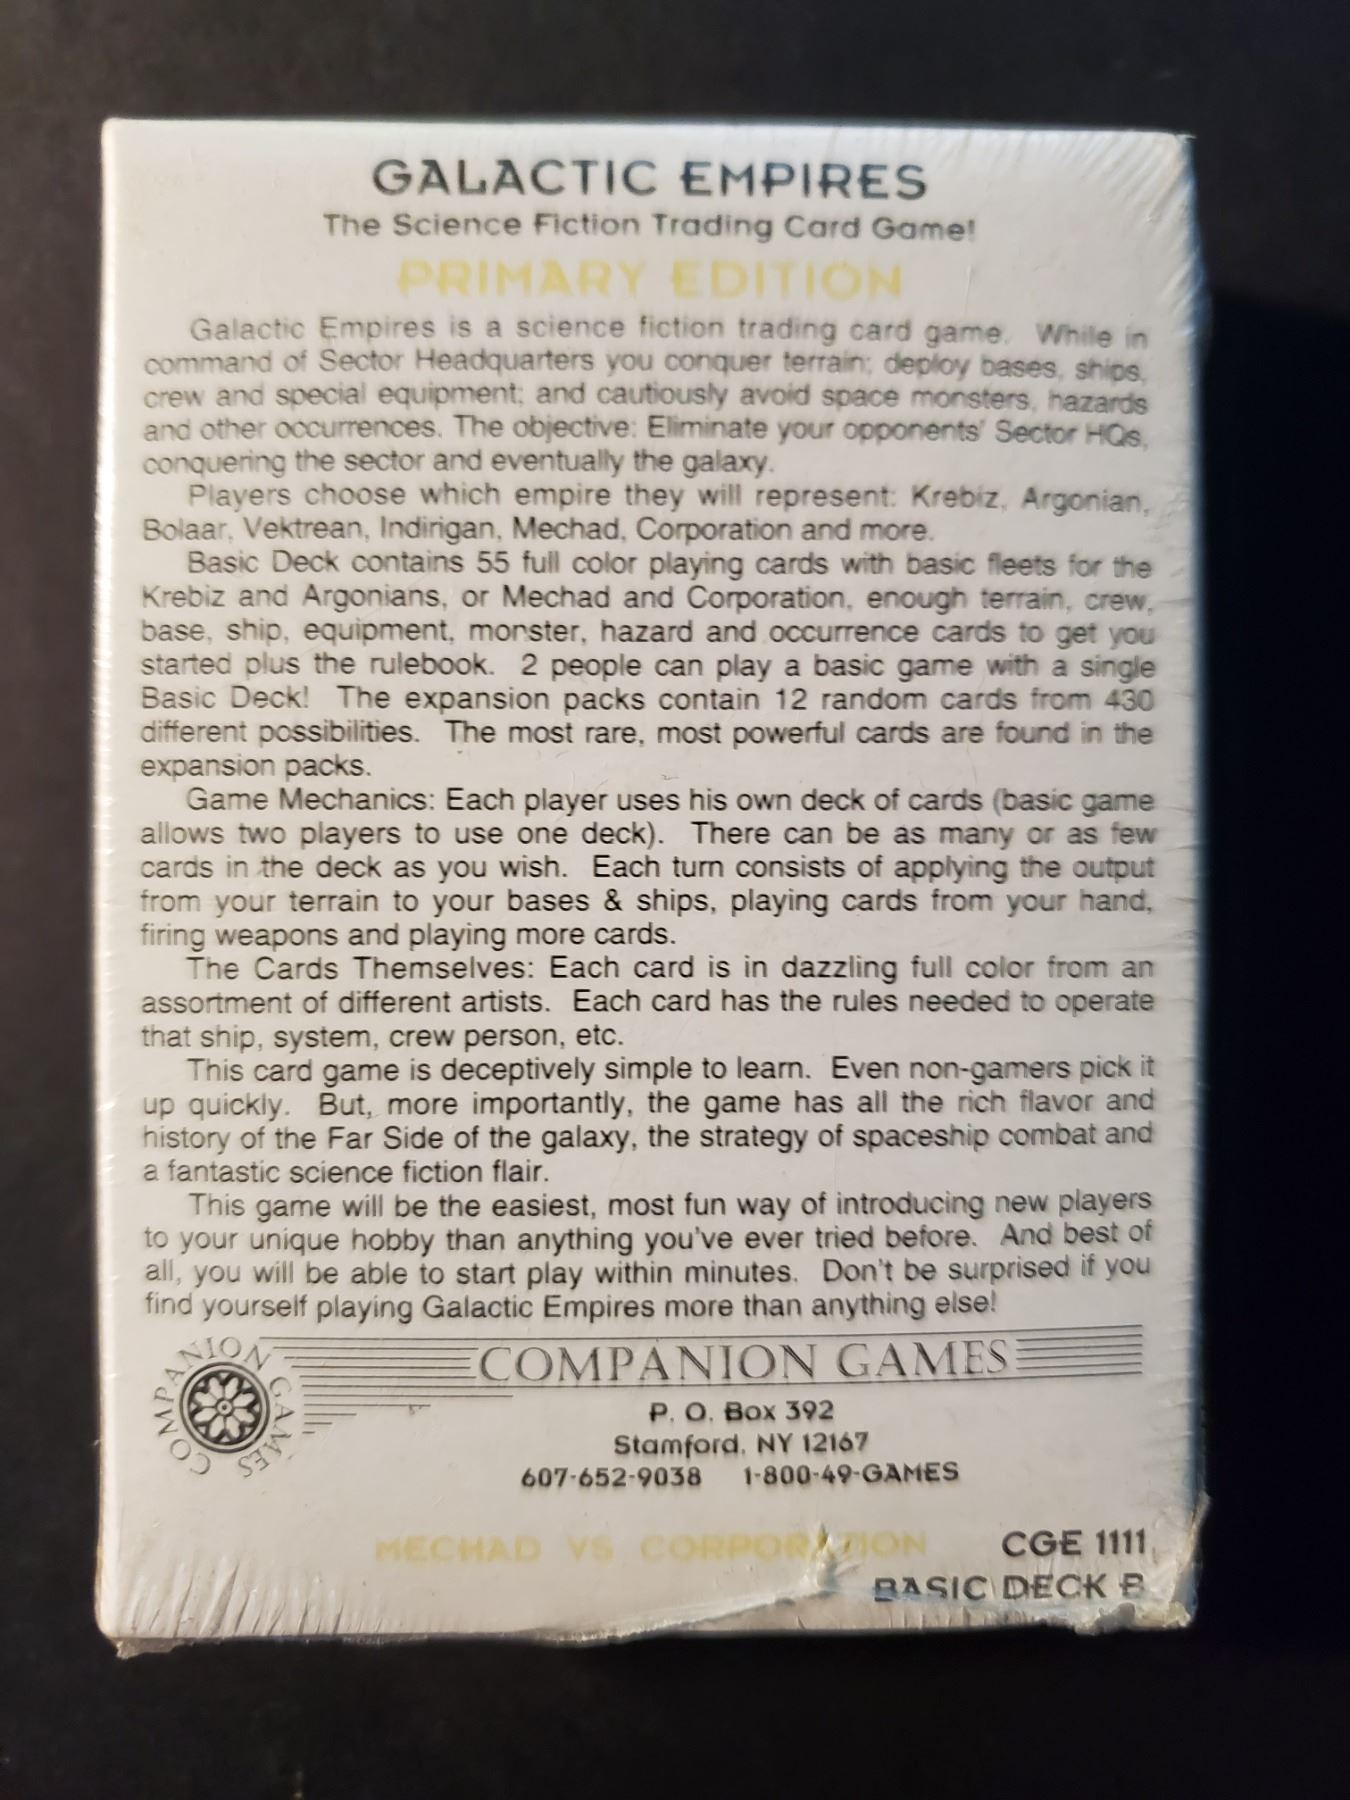 GALACTIC EMPIRES
The Science Fiction Trading Card Game!
PRIMARY EDITION
Galactic Empires is a science fiction trading card game. While in
command of Sector Headquarters you conquer terrain; deploy bases, ships,
crew and special equipment; and cautiously avoid space monsters, hazards
and other occurrences. The objective: Eliminate your opponents' Sector HQs,
conquering the sector and eventually the galaxy.
Players choose which empire they will represent: Krebiz, Argonian,
Bolaar, Vektrean, Indirigan, Mechad, Corporation and more.
Basic Deck contains 55 full color playing cards with basic fleets for the
Krebiz and Argonians, or Mechad and Corporation, enough terrain, crew,
base, ship, equipment, monster, hazard and occurrence cards to get you
started plus the rulebook. 2 people can play a basic game with a single
Basic Deck! The expansion packs contain 12 random cards from 430
different possibilities. The most rare, most powerful cards are found in the
expansion packs.
Game Mechanics: Each player uses his own deck of cards (basic game
allows two players to use one deck). There can be as many or as few
cards in the deck as you wish. Each turn consists of applying the output
from your terrain to your bases & ships, playing cards from your hand,
firing weapons and playing more cards.
The Cards Themselves: Each card is in dazzling full color from an
assortment of different artists. Each card has the rules needed to operate
that ship, system, crew person, etc.
This card game is deceptively simple to learn. Even non-gamers pick it
up quickly. But, more importantly, the game has all the rich flavor and
history of the Far Side of the galaxy, the strategy of spaceship combat and
a fantastic science fiction flair.
This game will be the easiest, most fun way of introducing new players
to your unique hobby than anything you've ever tried before. And best of
all, you will be able to start play within minutes. Don't be surprised if you
find yourself playing Galactic Empires more than anything else!
COMPANION GAMES
COMPANION GAMES
P. O. Box 392
Stamford, NY 12167
607-652-9038 1-800-49-GAMES
MECHAD VS CORPORATION
CGE 1111
BASIC DECK B